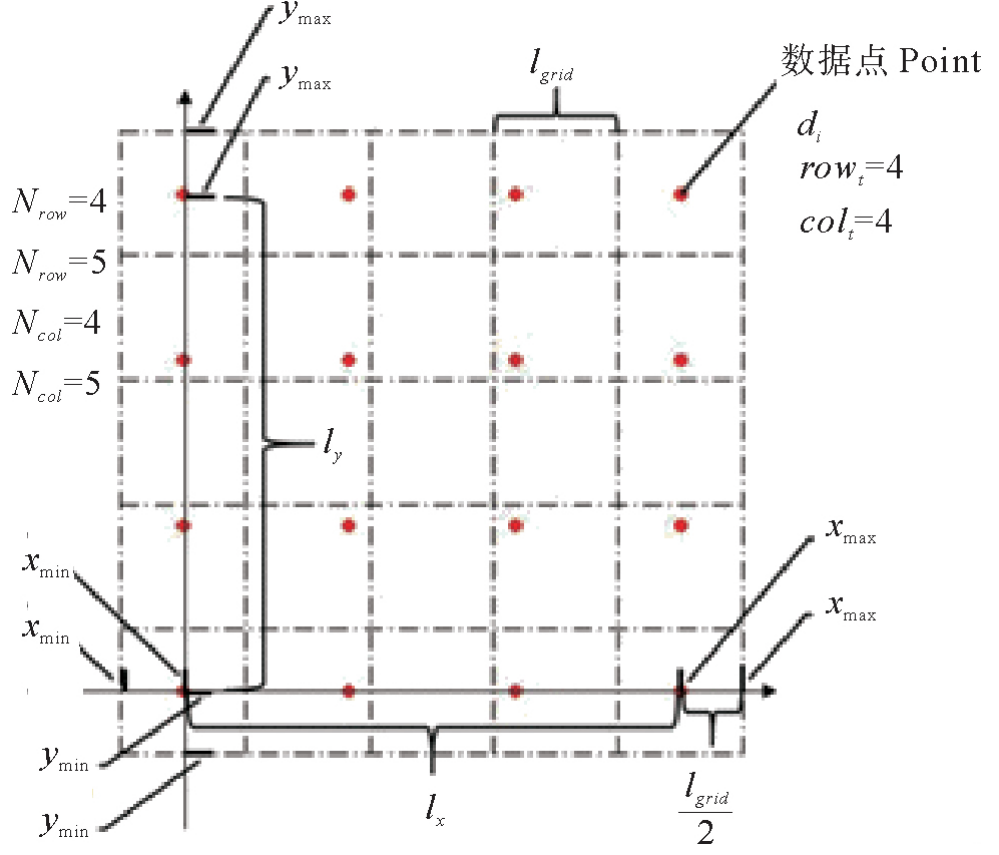 y_max
y_max
l_grid
数据点 Point
d_i
row_t=4
col_t=4
N_row=4
N_row=5
N_col=4
N_col=5
l_y
x_min
x_min
x_max
x_max
y_min
y_min
l_x
l_grid
2